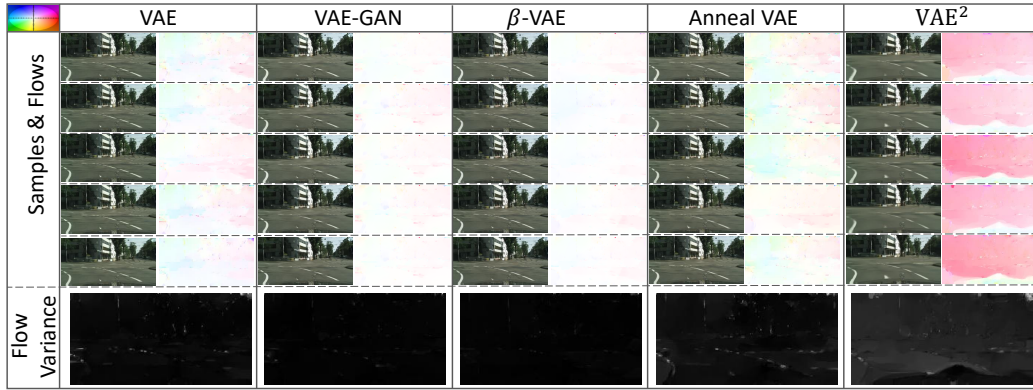 VAE VAE-GAN β-VAE Anneal VAE VAE²
Samples & Flows
Flow
Variance